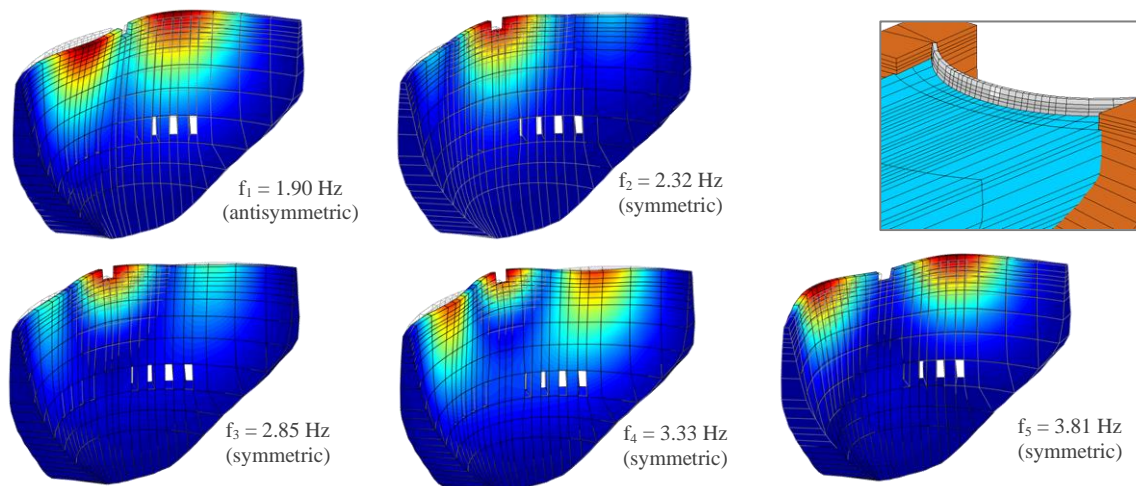 f₁ = 1.90 Hz
(antisymmetric)
f₂ = 2.32 Hz
(symmetric)
f₃ = 2.85 Hz
(symmetric)
f₄ = 3.33 Hz
(symmetric)
f₅ = 3.81 Hz
(symmetric)